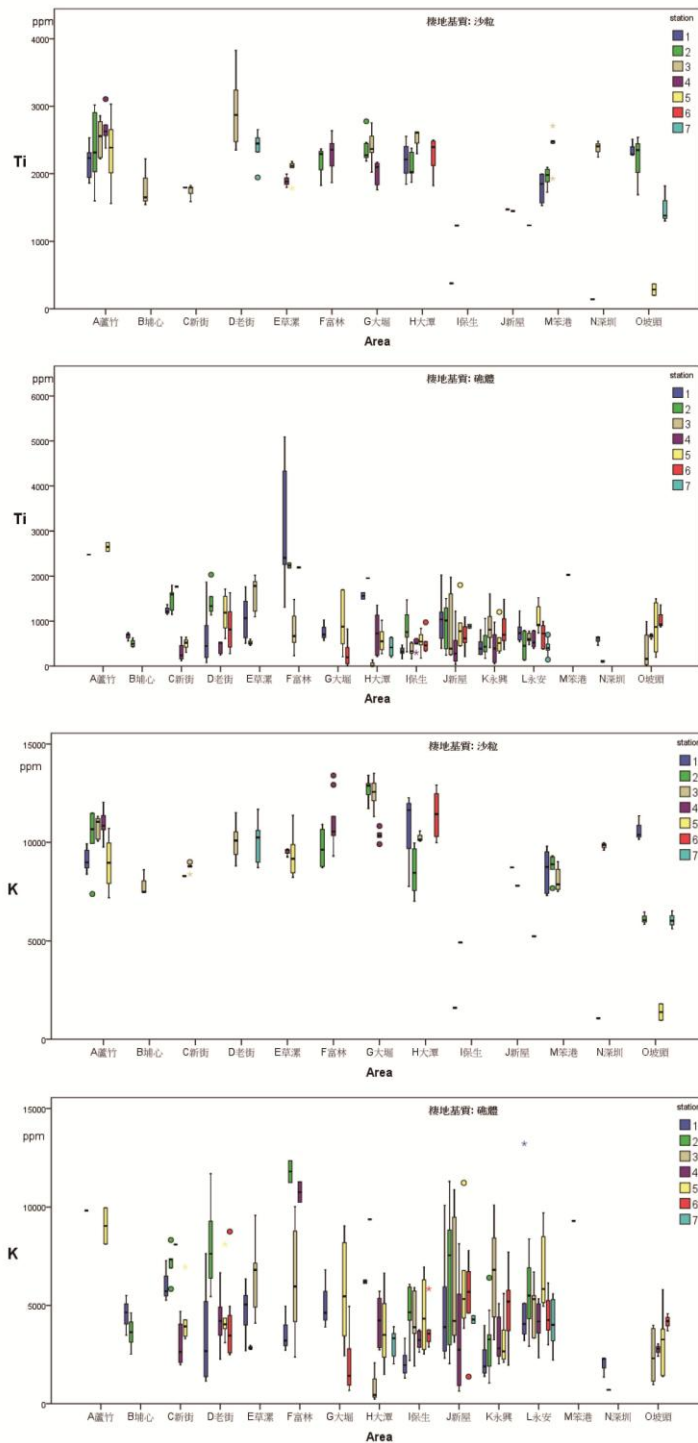 ppm
棲地基質: 沙粒
station
4000
1
2
3
3000
4
5
6
Ti
7
2000
1000
0
A蘆竹 B埔心 C新街 D老街 E草漯 F富林 G大堀 H大潭 I保生 J新屋 M笨港 N深圳 O坡頭
Area
ppm
棲地基質: 礁體
station
6000
1
2
3
5000
4
5
6
4000
7
Ti
3000
2000
1000
0
A蘆竹 B埔心 C新街 D老街 E草漯 F富林 G大堀 H大潭 I保生 J新屋 K永興 L永安 M笨港 N深圳 O坡頭
Area
15000
棲地基質: 沙粒
station
ppm
1
2
3
4
10000
5
6
7
K
5000
0
A蘆竹 B埔心 C新街 D老街 E草漯 F富林 G大堀 H大潭 I保生 J新屋 M笨港 N深圳 O坡頭
Area
15000
棲地基質: 礁體
station
ppm
1
2
3
4
10000
5
6
7
K
5000
0
A蘆竹 B埔心 C新街 D老街 E草漯 F富林 G大堀 H大潭 I保生 J新屋 K永興 L永安 M笨港 N深圳 O坡頭
Area